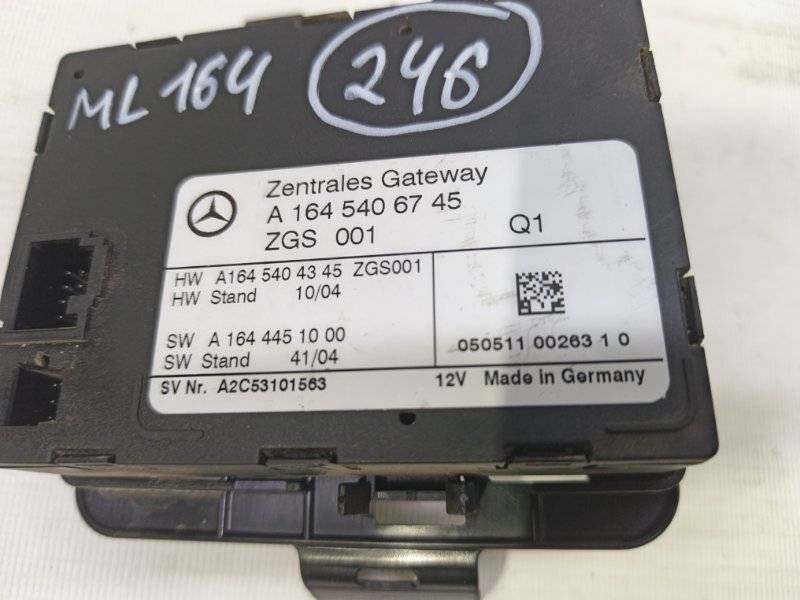 ML 164 246
Zentrales Gateway
A 164 540 67 45
ZGS 001 Q1
HW A164 540 43 45 ZGS001
HW Stand 10/04
SW A 164 445 10 00
SW Stand 41/04
050511 00263 1 0
SV Nr. A2C53101563 12V Made in Germany